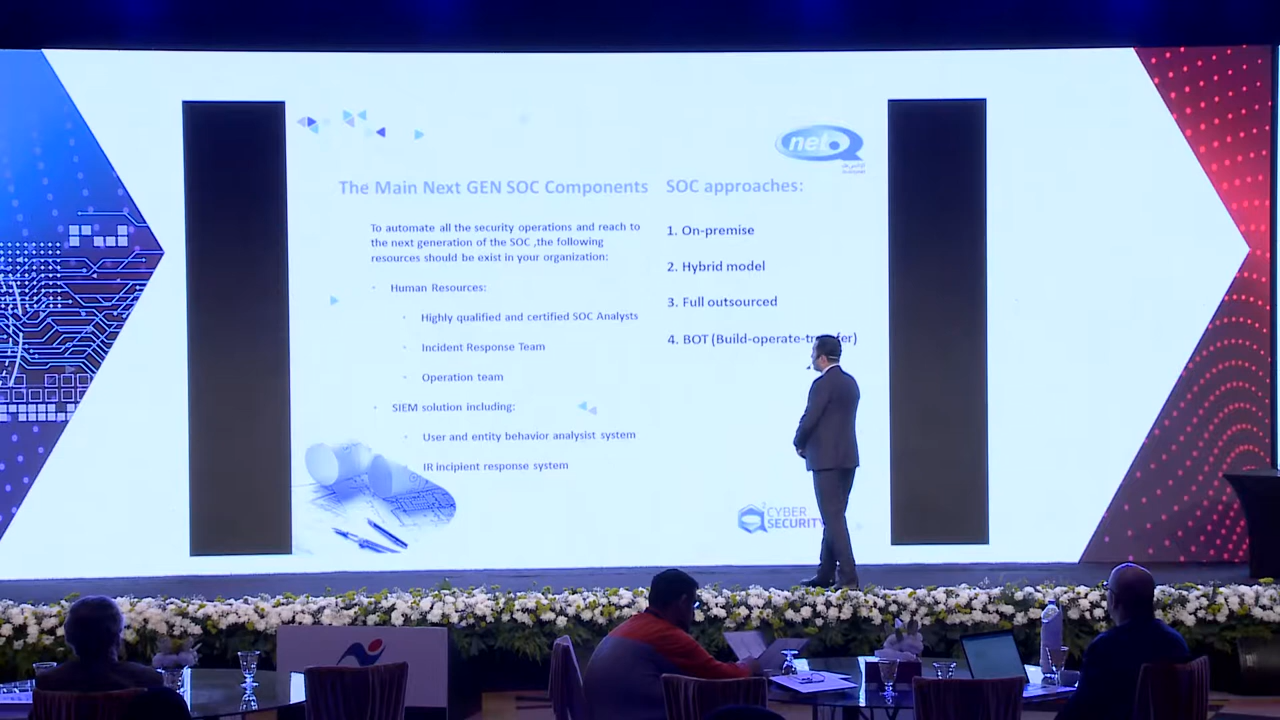 netQ
The Main Next GEN SOC Components
To automate all the security operations and reach to
the next generation of the SOC ,the following
resources should be exist in your organization:
Human Resources:
Highly qualified and certified SOC Analysts
Incident Response Team
Operation team
SIEM solution including:
User and entity behavior analysist system
IR incipient response system
SOC approaches:
1. On-premise
2. Hybrid model
3. Full outsourced
4. BOT (Build-operate-transfer)
CYBER
SECURITY